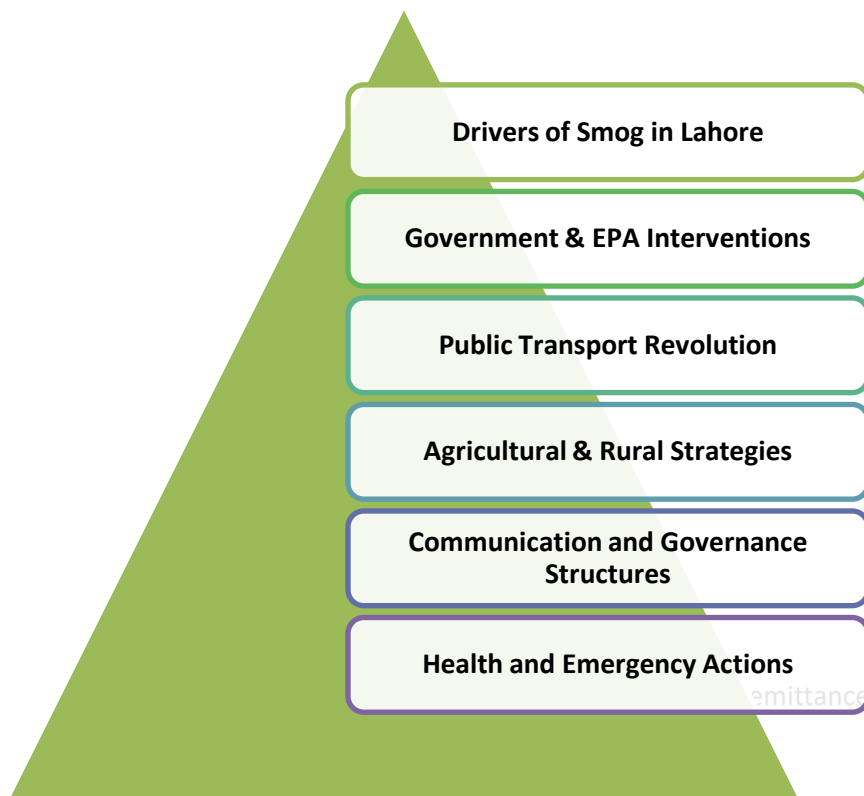 Drivers of Smog in Lahore
Government & EPA Interventions
Public Transport Revolution
Agricultural & Rural Strategies
Communication and Governance
Structures
Health and Emergency Actions
emittance